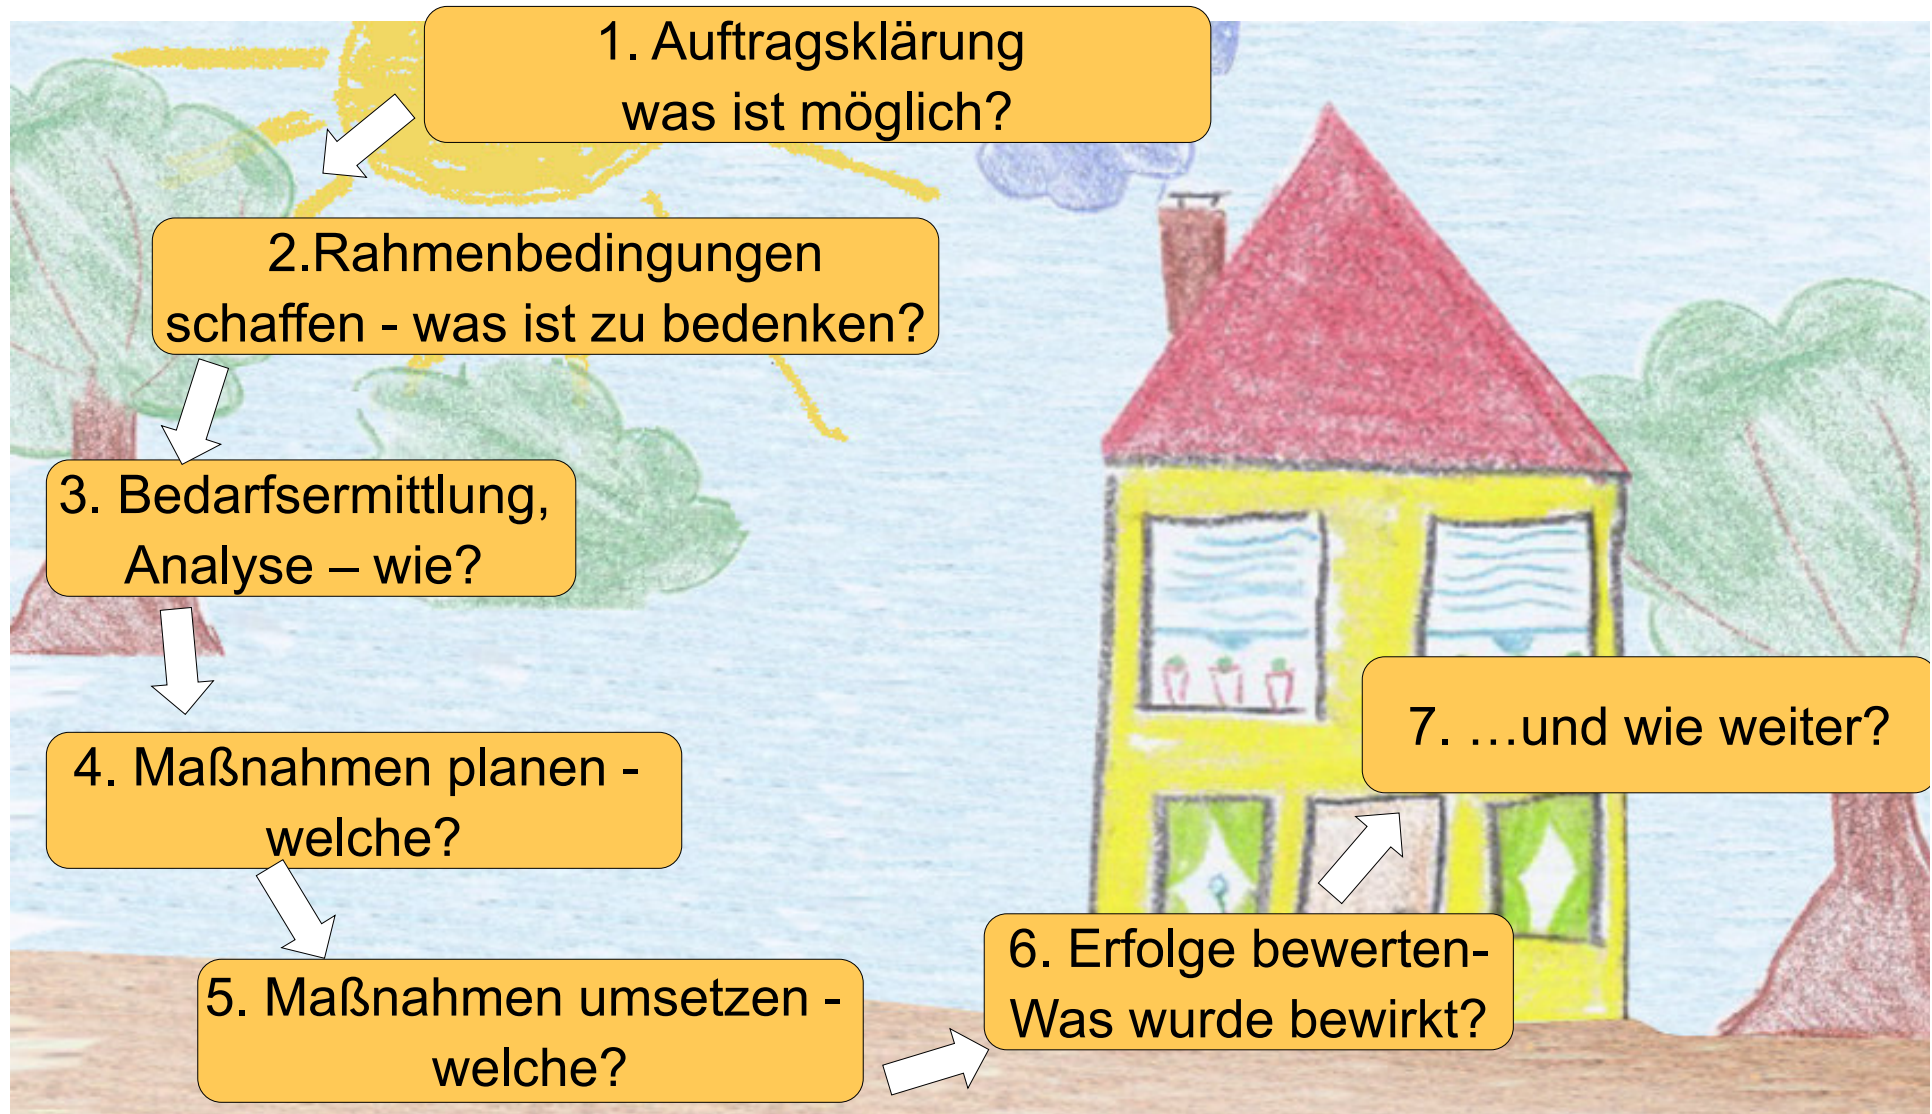 1. Auftragsklärung
was ist möglich?
2.Rahmenbedingungen
schaffen - was ist zu bedenken?
3. Bedarfsermittlung,
Analyse – wie?
4. Maßnahmen planen -
welche?
5. Maßnahmen umsetzen -
welche?
6. Erfolge bewerten-
Was wurde bewirkt?
7. …und wie weiter?